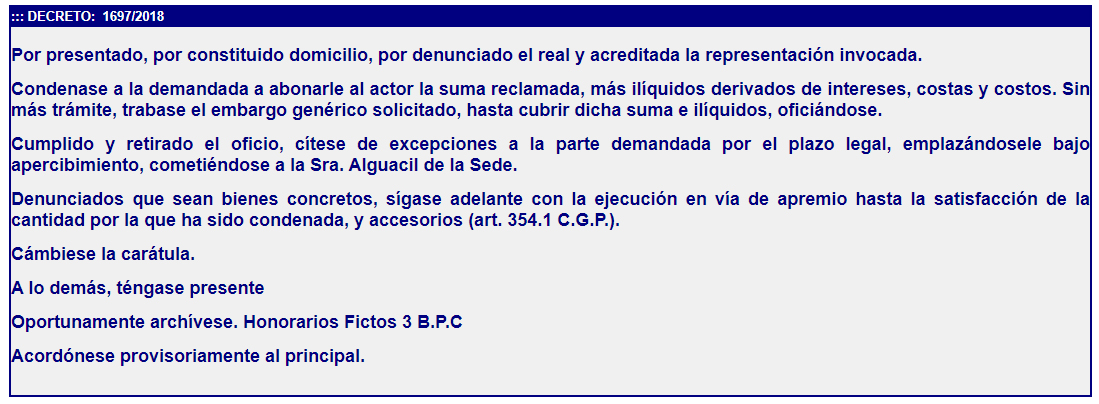 ::: DECRETO:  1697/2018
Por presentado, por constituido domicilio, por denunciado el real y acreditada la representación invocada.
Condenase a la demandada a abonarle al actor la suma reclamada, más ilíquidos derivados de intereses, costas y costos. Sin
más trámite, trabase el embargo genérico solicitado, hasta cubrir dicha suma e ilíquidos, oficiándose.
Cumplido y retirado el oficio, cítese de excepciones a la parte demandada por el plazo legal, emplazándosele bajo
apercibimiento, cometiéndose a la Sra. Alguacil de la Sede.
Denunciados que sean bienes concretos, sígase adelante con la ejecución en vía de apremio hasta la satisfacción de la
cantidad por la que ha sido condenada, y accesorios (art. 354.1 C.G.P.).
Cámbiese la carátula.
A lo demás, téngase presente
Oportunamente archívese. Honorarios Fictos 3 B.P.C
Acordónese provisoriamente al principal.